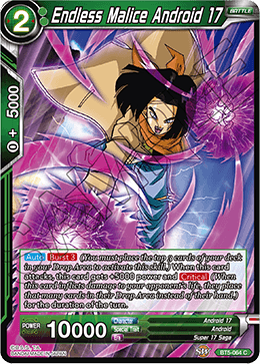 2
Endless Malice Android 17
BATTLE
0 + 5000
Auto Burst 3 (You must place the top 3 cards of your deck
in your Drop Area to activate this skill.) When this card
attacks, this card gets +5000 power and Critical (When
this card inflicts damage to your opponent's life, they place
that many cards in their Drop Area instead of their hand.)
for the duration of the turn.
POWER
10000
Character
Special Trait
Era
Android 17
Android
Super 17 Saga
BT5-064 C